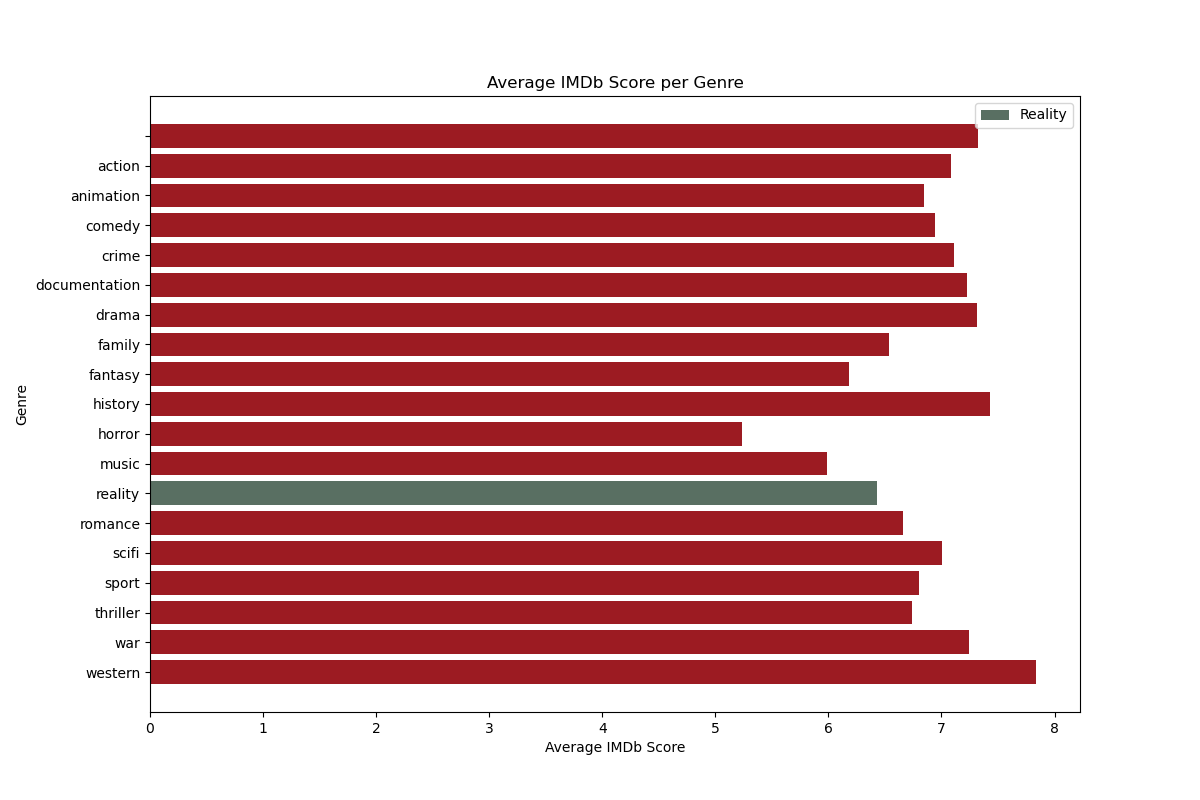 Average IMDb Score per Genre
Reality
action
animation
comedy
crime
documentation
drama
family
fantasy
history
horror
music
reality
romance
scifi
sport
thriller
war
western
Genre
0 1 2 3 4 5 6 7 8
Average IMDb Score